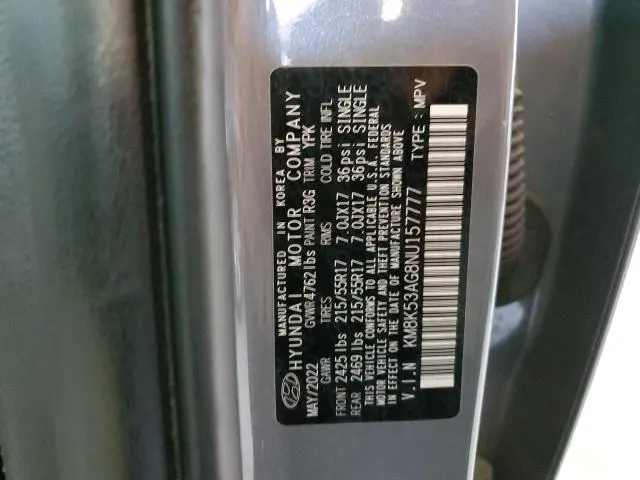 MANUFACTURED IN KOREA BY
HYUNDAI MOTOR COMPANY
MAY/2022 GVWR 4762 lbs PAINT R3G TRIM YPK
GAWR TIRES RIMS COLD TIRE INFL
FRONT 2425 lbs 215/55R17 7.0JX17 36psi SINGLE
REAR 2469 lbs 215/55R17 7.0JX17 36psi SINGLE
THIS VEHICLE CONFORMS TO ALL APPLICABLE U.S.A. FEDERAL
MOTOR VEHICLE SAFETY AND THEFT PREVENTION STANDARDS
IN EFFECT ON THE DATE OF MANUFACTURE SHOWN ABOVE
V.I.N KM8K53AG8NU157777 TYPE : MPV